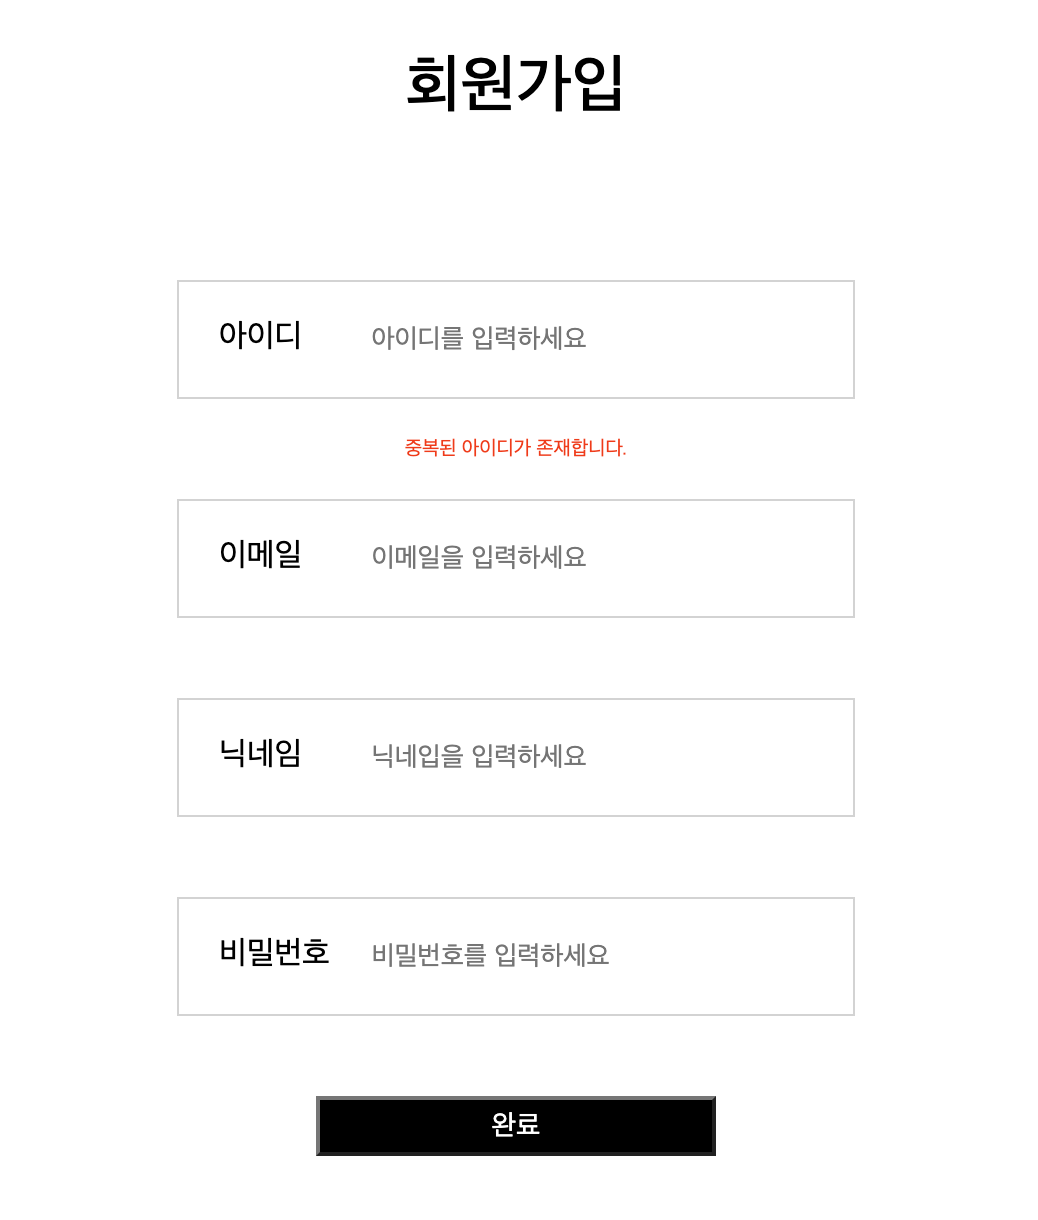 회원가입
아이디 아이디를 입력하세요
중복된 아이디가 존재합니다.
이메일 이메일을 입력하세요
닉네임 닉네입을 입력하세요
비밀번호 비밀번호를 입력하세요
완료